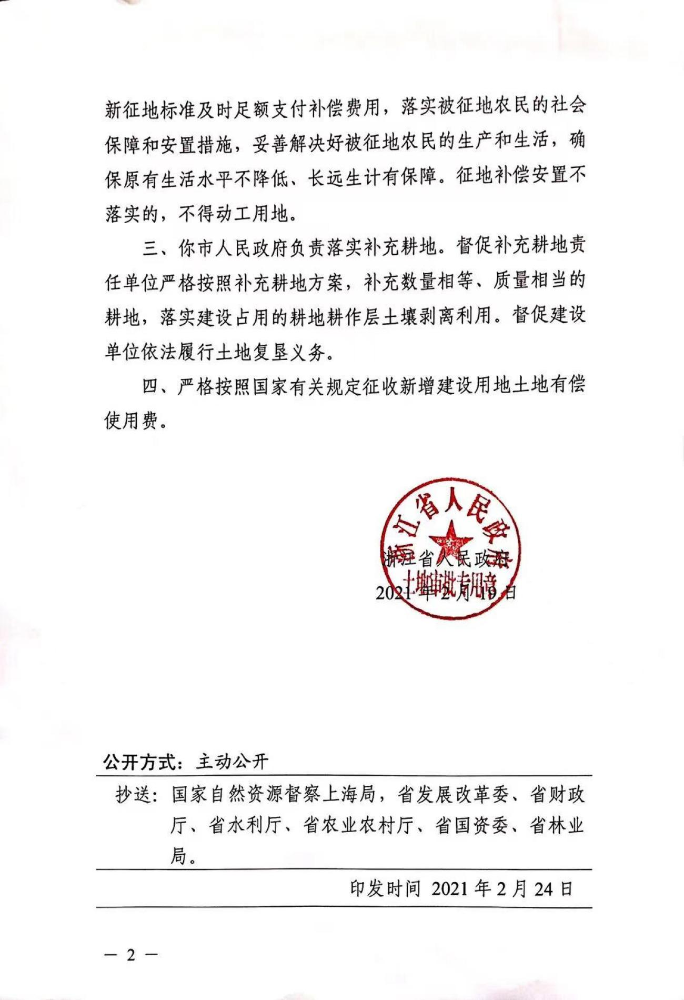 新征地标准及时足额支付补偿费用，落实被征地农民的社会
保障和安置措施，妥善解决好被征地农民的生产和生活，确
保原有生活水平不降低、长远生计有保障。征地补偿安置不
落实的，不得动工用地。
三、你市人民政府负责落实补充耕地。督促补充耕地责
任单位严格按照补充耕地方案，补充数量相等、质量相当的
耕地，落实建设占用的耕地耕作层土壤剥离利用。督促建设
单位依法履行土地复垦义务。
四、严格按照国家有关规定征收新增建设用地土地有偿
使用费。
浙江省人民政府
浙江省人民政府
土地审批专用章
2021年2月19日
公开方式：主动公开
抄送：国家自然资源督察上海局，省发展改革委、省财政
厅、省水利厅、省农业农村厅、省国资委、省林业
局。
印发时间 2021年2月24日
— 2 —